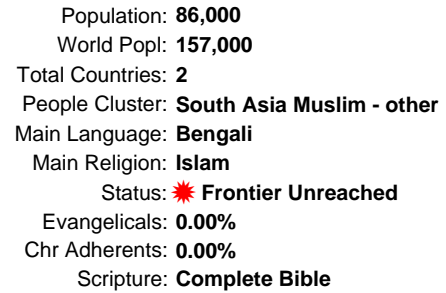 Population: 86,000
World Popl: 157,000
Total Countries: 2
People Cluster: South Asia Muslim - other
Main Language: Bengali
Main Religion: Islam
Status: Frontier Unreached
Evangelicals: 0.00%
Chr Adherents: 0.00%
Scripture: Complete Bible